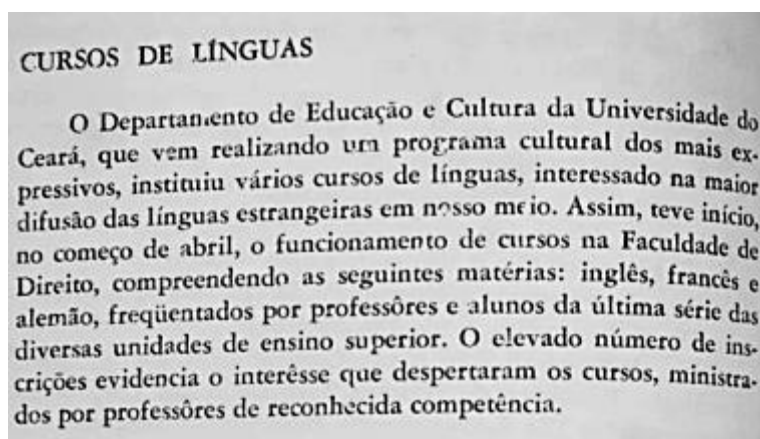 CURSOS DE LÍNGUAS
O Departamento de Educação e Cultura da Universidade do
Ceará, que vem realizando um programa cultural dos mais ex-
pressivos, instituiu vários cursos de línguas, interessado na maior
difusão das línguas estrangeiras em nosso meio. Assim, teve início,
no começo de abril, o funcionamento de cursos na Faculdade de
Direito, compreendendo as seguintes matérias: inglês, francês e
alemão, freqüentados por professôres e alunos da última série das
diversas unidades de ensino superior. O elevado número de ins-
crições evidencia o interêsse que despertaram os cursos, ministra-
dos por professôres de reconhecida competência.